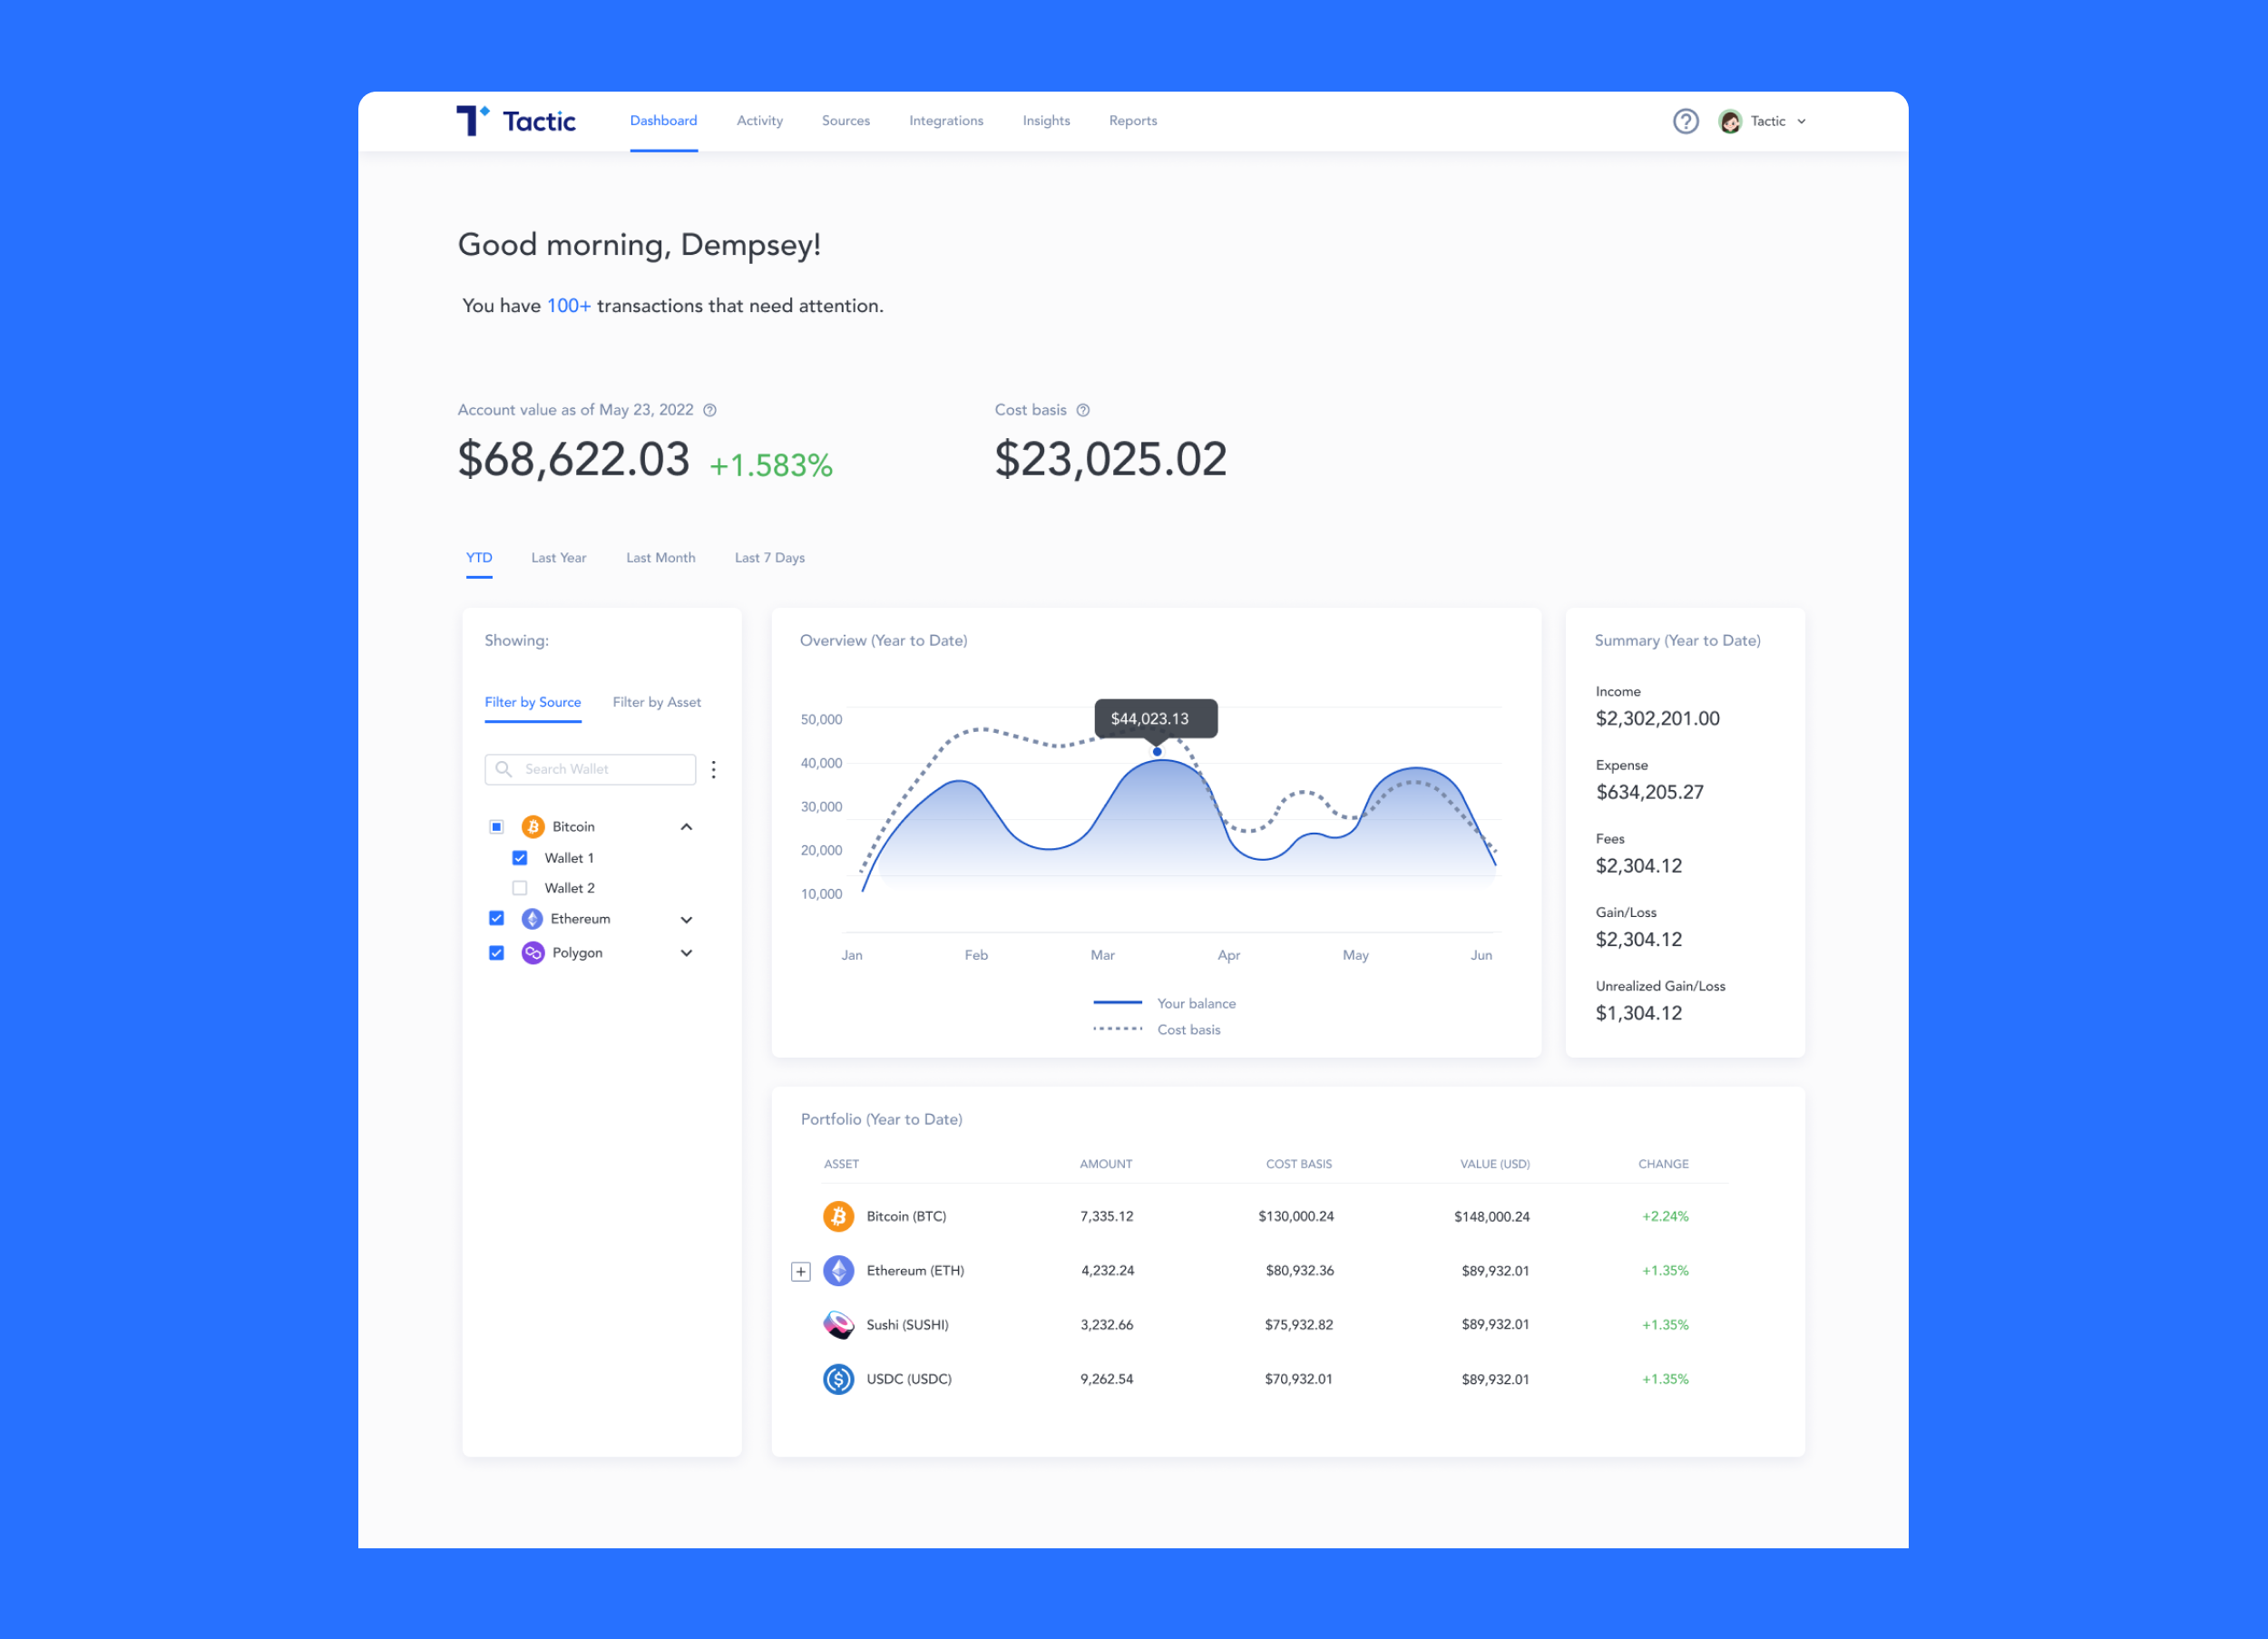 Tactic Dashboard Activity Sources Integrations Insights Reports Tactic
Good morning, Dempsey!
You have 100+ transactions that need attention.
Account value as of May 23, 2022
$68,622.03 +1.583%
Cost basis
$23,025.02
YTD Last Year Last Month Last 7 Days
Showing:
Filter by Source Filter by Asset
Search Wallet
Bitcoin
Wallet 1
Wallet 2
Ethereum
Polygon
Overview (Year to Date)
$44,023.13
50,000
40,000
30,000
20,000
10,000
Jan Feb Mar Apr May Jun
Your balance
Cost basis
Summary (Year to Date)
Income
$2,302,201.00
Expense
$634,205.27
Fees
$2,304.12
Gain/Loss
$2,304.12
Unrealized Gain/Loss
$1,304.12
Portfolio (Year to Date)
ASSET AMOUNT COST BASIS VALUE (USD) CHANGE
Bitcoin (BTC) 7,335.12 $130,000.24 $148,000.24 +2.24%
Ethereum (ETH) 4,232.24 $80,932.36 $89,932.01 +1.35%
Sushi (SUSHI) 3,232.66 $75,932.82 $89,932.01 +1.35%
USDC (USDC) 9,262.54 $70,932.01 $89,932.01 +1.35%